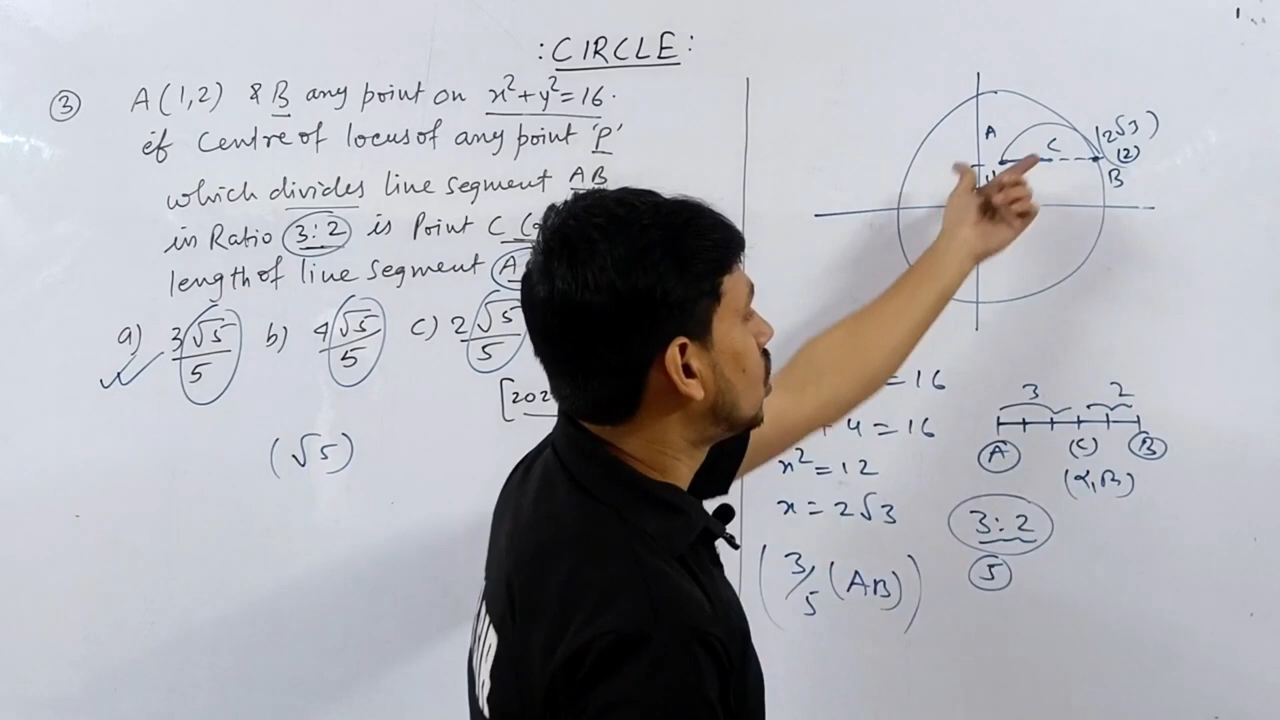 : CIRCLE :
③ A(1,2) & B any point on x²+y²=16.
if Centre of locus of any point 'P'
which divides line segment AB
in Ratio 3:2 is Point C
length of line segment A
a) 3√5/5 b) 4√5/5 c) 2√5/5
(√5)
A C (2√3) (2) B
= 16
+ 4 = 16
x² = 12
x = 2√3
(3/5 (AB))
3 2
A (C) B
(α, β)
3:2
5